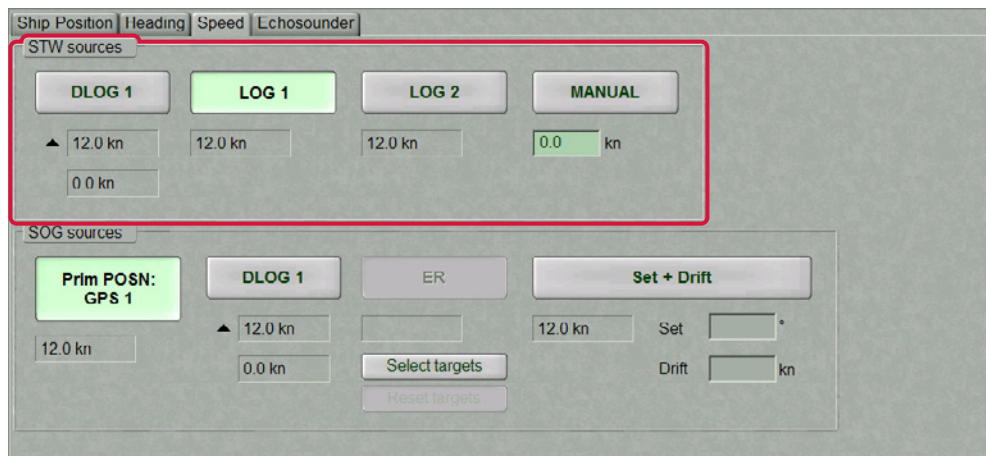 Ship Position Heading Speed Echosounder
STW sources
DLOG 1 LOG 1 LOG 2 MANUAL
12.0 kn 12.0 kn 12.0 kn 0.0 kn
0.0 kn
SOG sources
Prim POSN: DLOG 1 ER Set + Drift
GPS 1
12.0 kn 12.0 kn Set °
12.0 kn
0.0 kn Select targets Drift kn
Reset targets